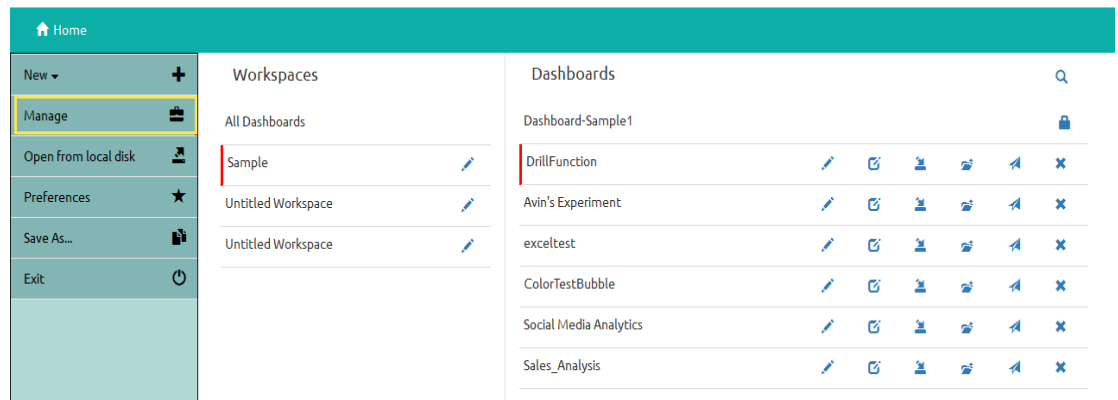 Home
New
Manage
Open from local disk
Preferences
Save As...
Exit
Workspaces
All Dashboards
Sample
Untitled Workspace
Untitled Workspace
Dashboards
Dashboard-Sample1
DrillFunction
Avin's Experiment
exceltest
ColorTestBubble
Social Media Analytics
Sales_Analysis